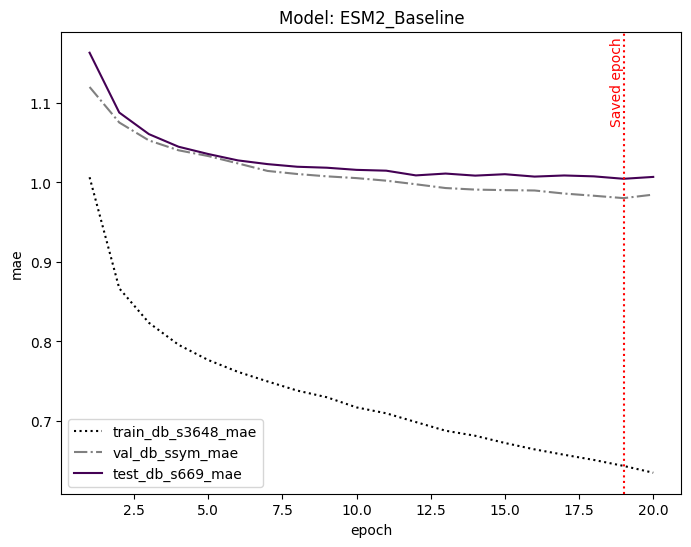 Model: ESM2_Baseline
Saved epoch
1.1
1.0
0.9
0.8
0.7
mae
train_db_s3648_mae
val_db_ssym_mae
test_db_s669_mae
2.5 5.0 7.5 10.0 12.5 15.0 17.5 20.0
epoch